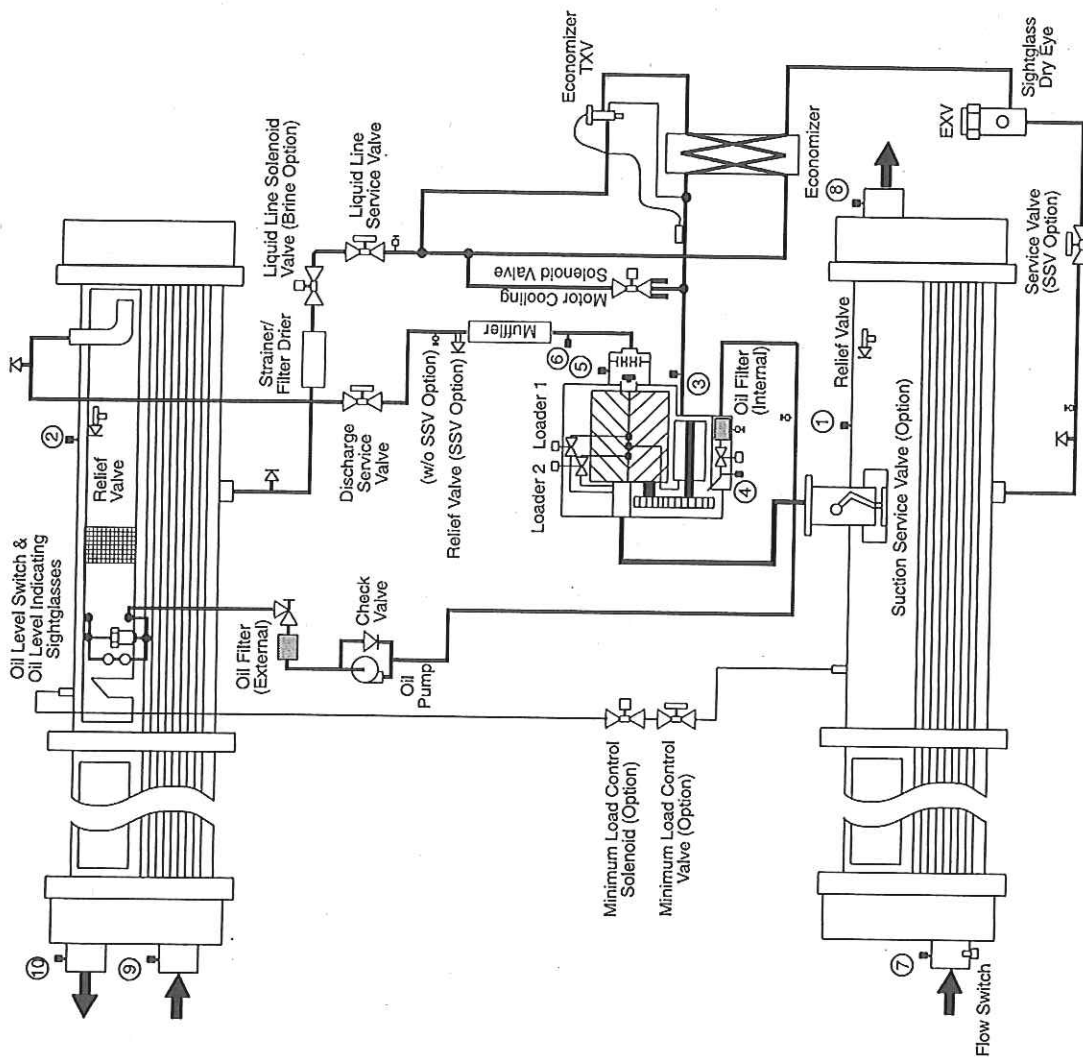 Oil Level Switch &
Oil Level Indicating
Sightglasses
Relief
Valve
②
Strainer/
Filter Drier
Liquid Line Solenoid
Valve (Brine Option)
Liquid Line
Service Valve
Economizer
TXV
⑩
⑨
Oil Filter
(External)
Check
Valve
Oil
Pump
Discharge
Service
Valve
(w/o SSV Option)
Relief Valve (SSV Option)
Muffler
⑥
⑤
Motor Cooling
Solenoid Valve
Economizer
Loader 1
Loader 2
③
Oil Filter
(Internal)
④
Minimum Load Control
Solenoid (Option)
Minimum Load Control
Valve (Option)
①
Relief Valve
Suction Service Valve (Option)
⑧
EXV
Sightglass
Dry Eye
Service Valve
(SSV Option)
⑦
Flow Switch